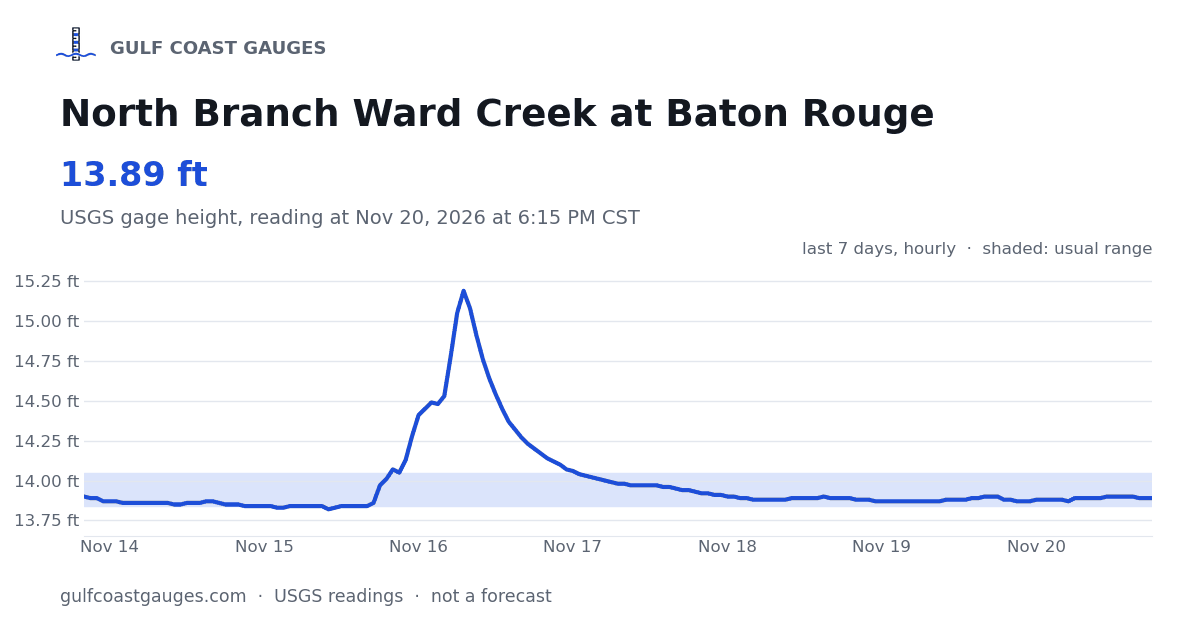 GULF COAST GAUGES
North Branch Ward Creek at Baton Rouge
13.89 ft
USGS gage height, reading at Nov 20, 2026 at 6:15 PM CST
last 7 days, hourly · shaded: usual range
15.25 ft
15.00 ft
14.75 ft
14.50 ft
14.25 ft
14.00 ft
13.75 ft
Nov 14 Nov 15 Nov 16 Nov 17 Nov 18 Nov 19 Nov 20
gulfcoastgauges.com · USGS readings · not a forecast